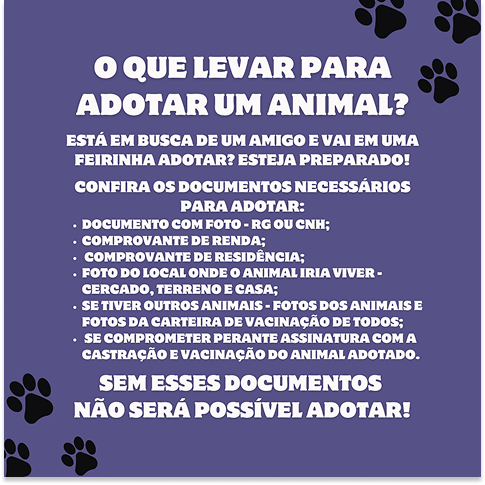 O QUE LEVAR PARA
ADOTAR UM ANIMAL?
ESTÁ EM BUSCA DE UM AMIGO E VAI EM UMA
FEIRINHA ADOTAR? ESTEJA PREPARADO!
CONFIRA OS DOCUMENTOS NECESSÁRIOS
PARA ADOTAR:
• DOCUMENTO COM FOTO - RG OU CNH;
• COMPROVANTE DE RENDA;
• COMPROVANTE DE RESIDÊNCIA;
• FOTO DO LOCAL ONDE O ANIMAL IRIA VIVER -
CERCADO, TERRENO E CASA;
• SE TIVER OUTROS ANIMAIS - FOTOS DOS ANIMAIS E
FOTOS DA CARTEIRA DE VACINAÇÃO DE TODOS;
• SE COMPROMETER PERANTE ASSINATURA COM A
CASTRAÇÃO E VACINAÇÃO DO ANIMAL ADOTADO.
SEM ESSES DOCUMENTOS
NÃO SERÁ POSSÍVEL ADOTAR!